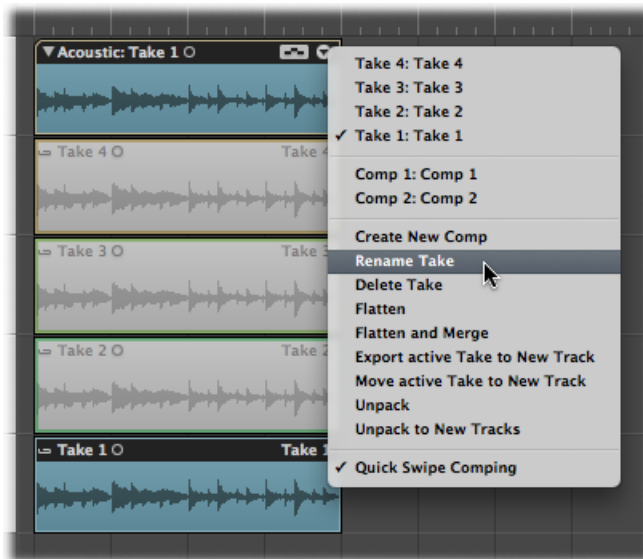 Acoustic: Take 1
Take 4: Take 4
Take 3: Take 3
Take 2: Take 2
✓ Take 1: Take 1
Comp 1: Comp 1
Comp 2: Comp 2
Create New Comp
Rename Take
Delete Take
Flatten
Flatten and Merge
Export active Take to New Track
Move active Take to New Track
Unpack
Unpack to New Tracks
✓ Quick Swipe Comping
Take 4 Take 4
Take 3 Take 3
Take 2 Take 2
Take 1 Take 1